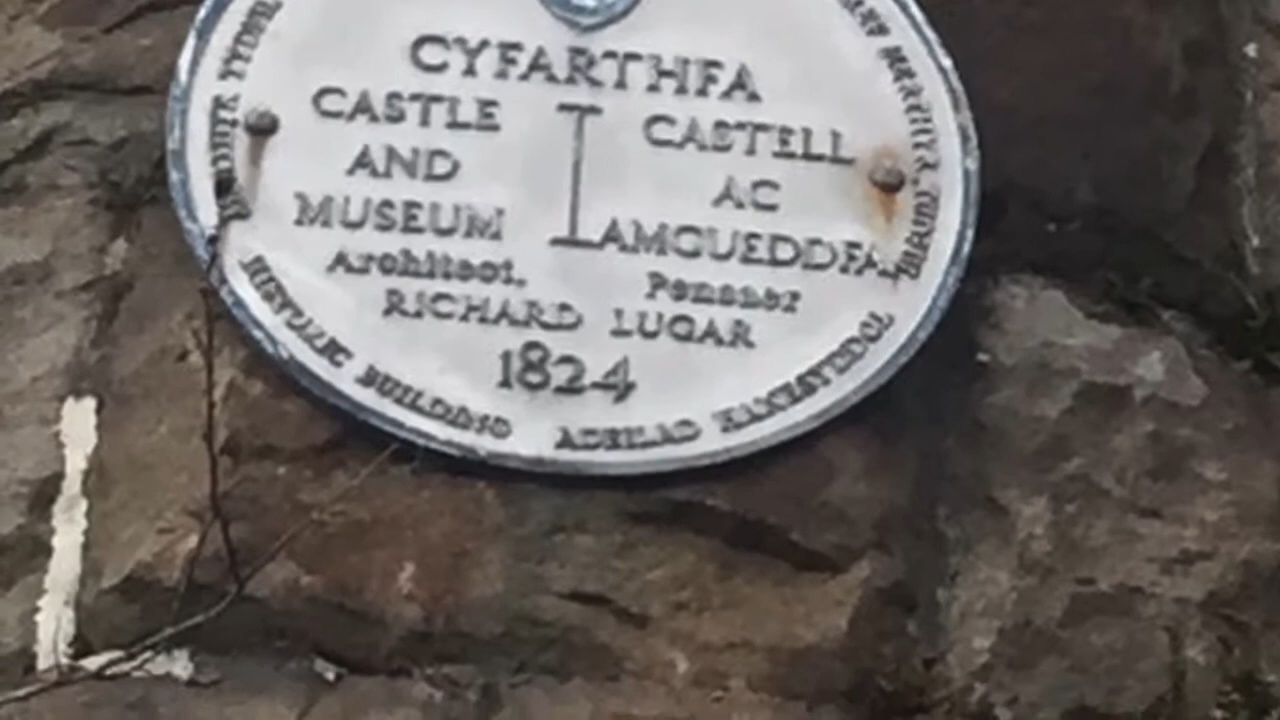 CYFARTHFA
CASTLE
AND
MUSEUM
CASTELL
AC
AMGUEDDFA
Architect,
Pensaer
RICHARD LUGAR
1824
HISTORIC BUILDING
ADEILAD HANESYDDOL